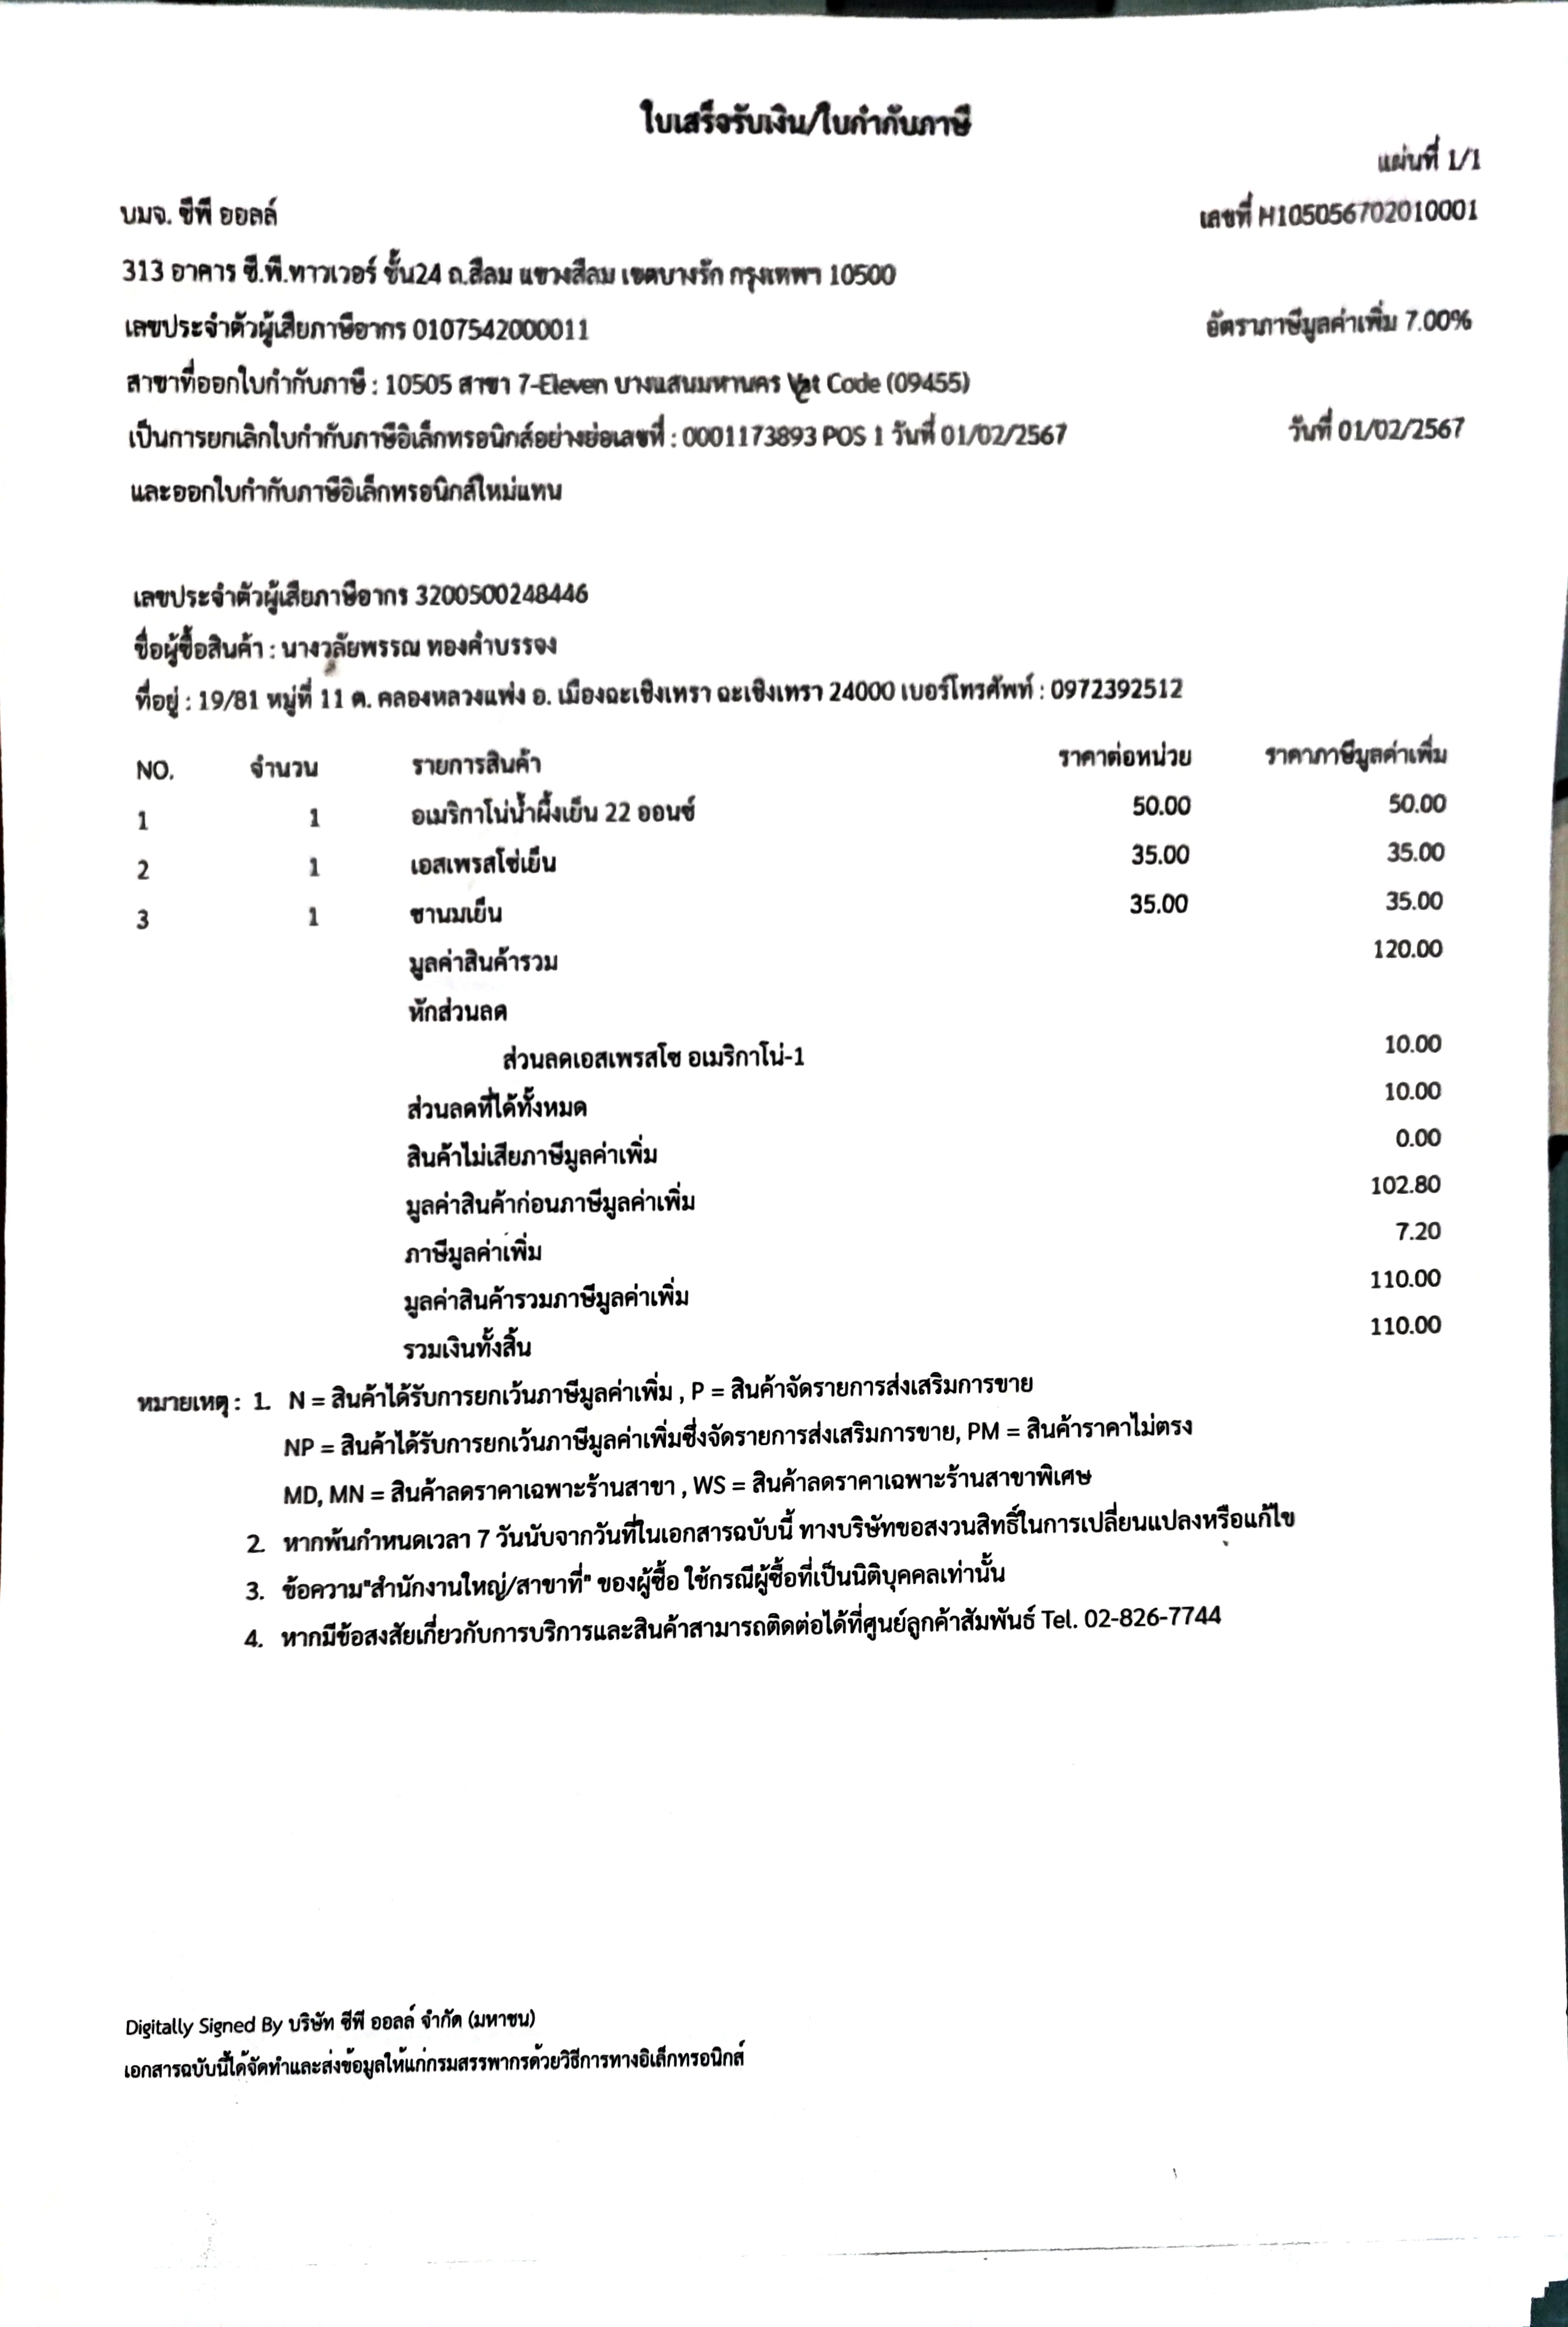 ใบเสร็จรับเงิน/ใบกำกับภาษี
แผ่นที่ 1/1
บมจ. ซีพี ออลล์
เลขที่ H105056702010001
313 อาคาร ซี.พี.ทาวเวอร์ ชั้น24 ถ.สีลม แขวงสีลม เขตบางรัก กรุงเทพฯ 10500
เลขประจำตัวผู้เสียภาษีอากร 0107542000011
อัตราภาษีมูลค่าเพิ่ม 7.00%
สาขาที่ออกใบกำกับภาษี : 10505 สาขา 7-Eleven บางแสนมหานคร Vat Code (09455)
เป็นการยกเลิกใบกำกับภาษีอิเล็กทรอนิกส์อย่างย่อเลขที่ : 0001173893 POS 1 วันที่ 01/02/2567
วันที่ 01/02/2567
และออกใบกำกับภาษีอิเล็กทรอนิกส์ใหม่แทน
เลขประจำตัวผู้เสียภาษีอากร 3200500248446
ชื่อผู้ซื้อสินค้า : นางวลัยพรรณ ทองคำบรรจง
ที่อยู่ : 19/81 หมู่ที่ 11 ต. คลองหลวงแพ่ง อ. เมืองฉะเชิงเทรา ฉะเชิงเทรา 24000 เบอร์โทรศัพท์ : 0972392512
NO. จำนวน รายการสินค้า ราคาต่อหน่วย ราคาภาษีมูลค่าเพิ่ม
1 1 อเมริกาโน่น้ำผึ้งเย็น 22 ออนซ์ 50.00 50.00
2 1 เอสเพรสโซ่เย็น 35.00 35.00
3 1 ชานมเย็น 35.00 35.00
มูลค่าสินค้ารวม 120.00
หักส่วนลด
ส่วนลดเอสเพรสโซ อเมริกาโน่-1 10.00
ส่วนลดที่ได้ทั้งหมด 10.00
สินค้าไม่เสียภาษีมูลค่าเพิ่ม 0.00
มูลค่าสินค้าก่อนภาษีมูลค่าเพิ่ม 102.80
ภาษีมูลค่าเพิ่ม 7.20
มูลค่าสินค้ารวมภาษีมูลค่าเพิ่ม 110.00
รวมเงินทั้งสิ้น 110.00
หมายเหตุ : 1. N = สินค้าได้รับการยกเว้นภาษีมูลค่าเพิ่ม , P = สินค้าจัดรายการส่งเสริมการขาย
NP = สินค้าได้รับการยกเว้นภาษีมูลค่าเพิ่มซึ่งจัดรายการส่งเสริมการขาย, PM = สินค้าราคาไม่ตรง
MD, MN = สินค้าลดราคาเฉพาะร้านสาขา , WS = สินค้าลดราคาเฉพาะร้านสาขาพิเศษ
2. หากพ้นกำหนดเวลา 7 วันนับจากวันที่ในเอกสารฉบับนี้ ทางบริษัทขอสงวนสิทธิ์ในการเปลี่ยนแปลงหรือแก้ไข
3. ข้อความ"สำนักงานใหญ่/สาขาที่" ของผู้ซื้อ ใช้กรณีผู้ซื้อที่เป็นนิติบุคคลเท่านั้น
4. หากมีข้อสงสัยเกี่ยวกับการบริการและสินค้าสามารถติดต่อได้ที่ศูนย์ลูกค้าสัมพันธ์ Tel. 02-826-7744
Digitally Signed By บริษัท ซีพี ออลล์ จำกัด (มหาชน)
เอกสารฉบับนี้ได้จัดทำและส่งข้อมูลให้แก่กรมสรรพากรด้วยวิธีการทางอิเล็กทรอนิกส์